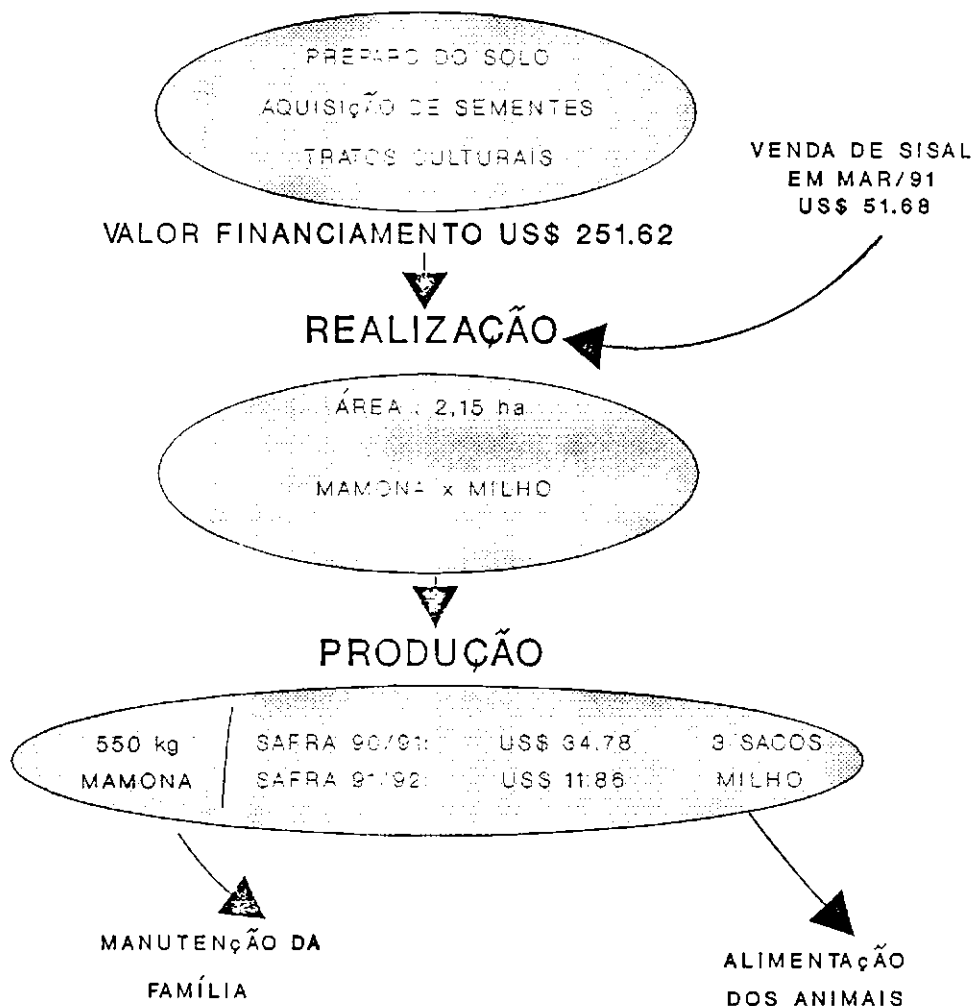 PREPARO DO SOLO
AQUISIÇÃO DE SEMENTES
TRATOS CULTURAIS
VENDA DE SISAL
EM MAR/91
US$ 51.68
VALOR FINANCIAMENTO US$ 251.62
REALIZAÇÃO
ÁREA : 2,15 ha
MAMONA x MILHO
PRODUÇÃO
550 kg
MAMONA
SAFRA 90/91: US$ 34.78
SAFRA 91/92: US$ 11.86
3 SACOS
MILHO
MANUTENÇÃO DA
FAMÍLIA
ALIMENTAÇÃO
DOS ANIMAIS